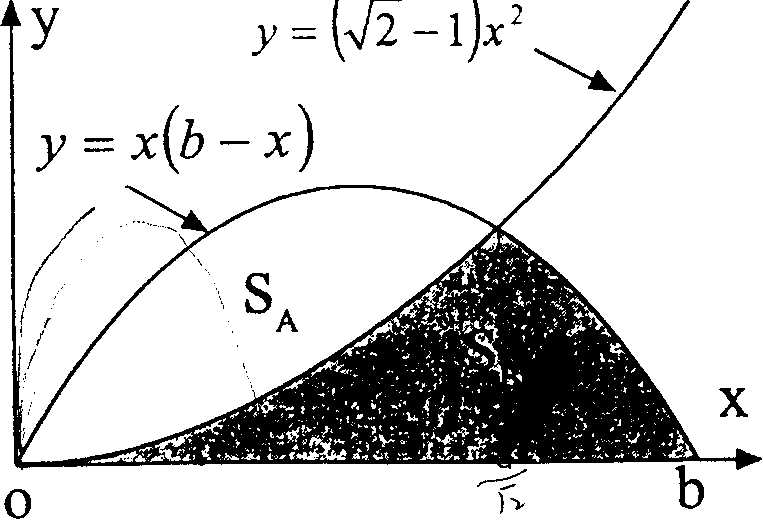 y
y = (√2 − 1)x²
y = x(b − x)
S_A
S
x
o
b